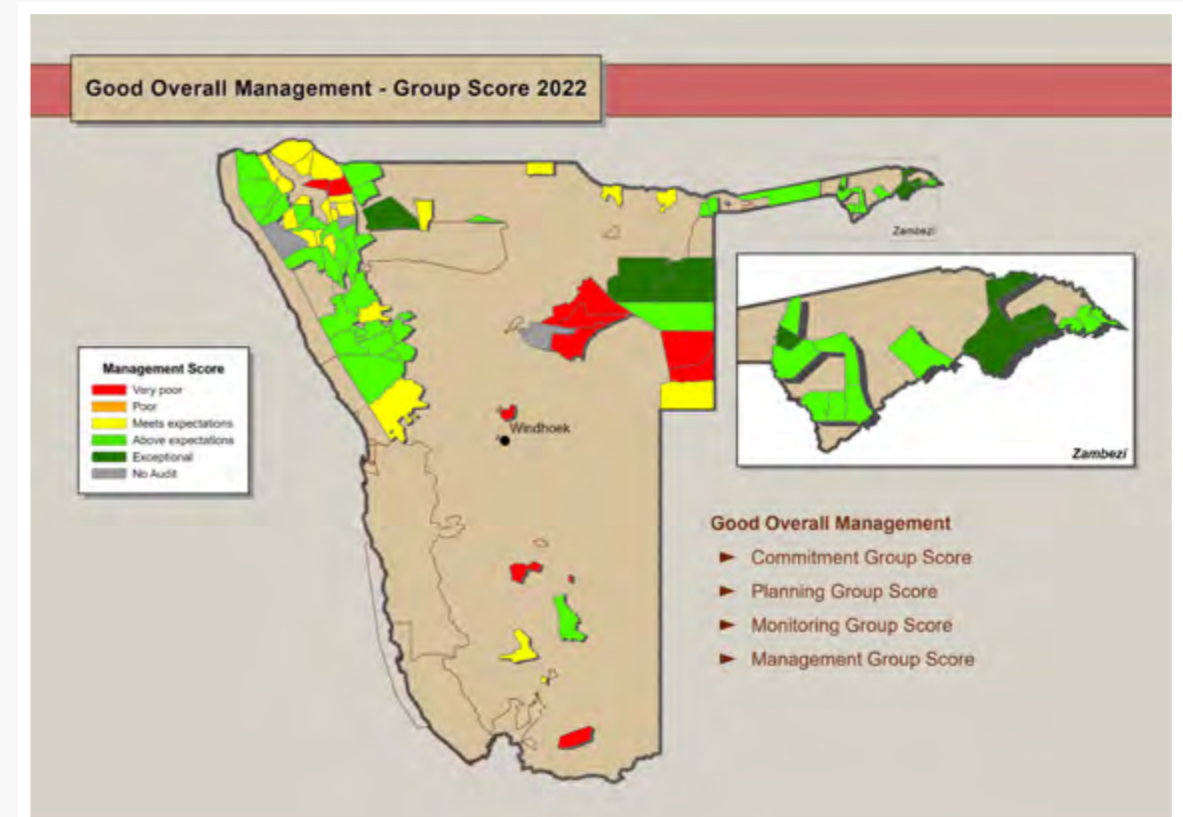 Good Overall Management - Group Score 2022
Zambezi
Management Score
Very poor
Poor
Meets expectations
Above expectations
Exceptional
No Audit
Windhoek
Zambezi
Good Overall Management
► Commitment Group Score
► Planning Group Score
► Monitoring Group Score
► Management Group Score